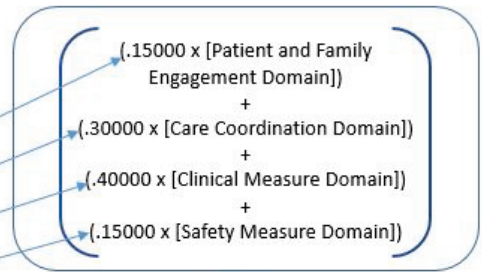 (.15000 x [Patient and Family
Engagement Domain])
+
(.30000 x [Care Coordination Domain])
+
(.40000 x [Clinical Measure Domain])
+
(.15000 x [Safety Measure Domain])